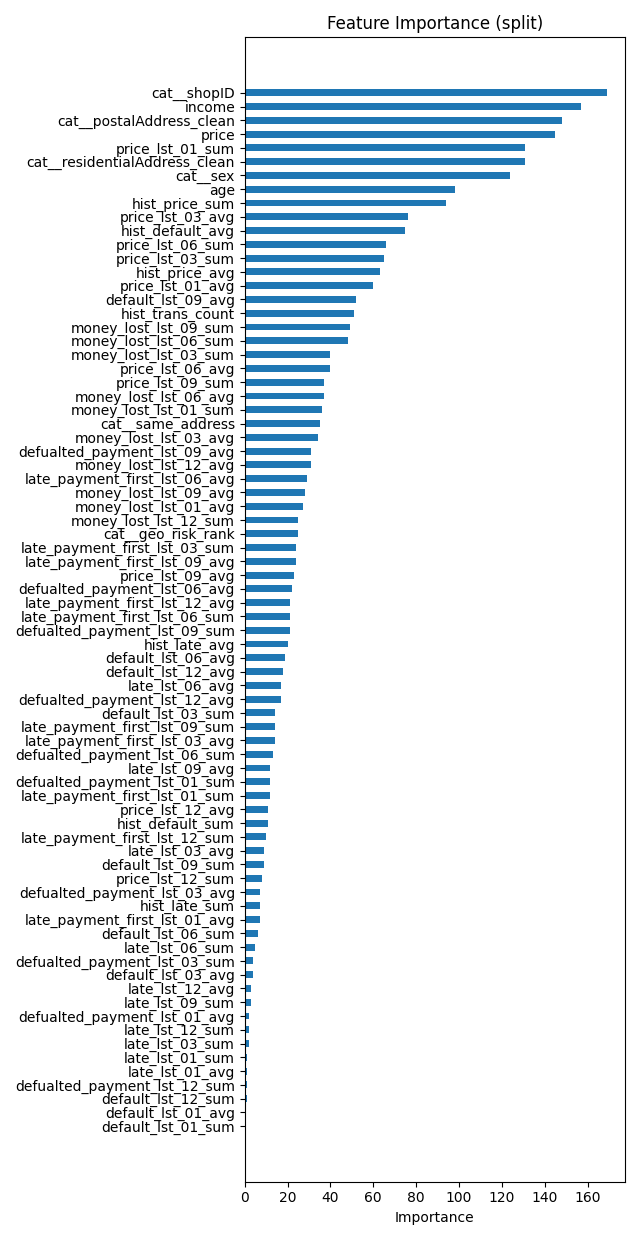 Feature Importance (split)
cat__shopID
income
cat__postalAddress_clean
price
price_lst_01_sum
cat__residentialAddress_clean
cat__sex
age
hist_price_sum
price_lst_03_avg
hist_default_avg
price_lst_06_sum
price_lst_03_sum
hist_price_avg
price_lst_01_avg
default_lst_09_avg
hist_trans_count
money_lost_lst_09_sum
money_lost_lst_06_sum
money_lost_lst_03_sum
price_lst_06_avg
price_lst_09_sum
money_lost_lst_06_avg
money_lost_lst_01_sum
cat__same_address
money_lost_lst_03_avg
defualted_payment_lst_09_avg
money_lost_lst_12_avg
late_payment_first_lst_06_avg
money_lost_lst_09_avg
money_lost_lst_01_avg
money_lost_lst_12_sum
cat__geo_risk_rank
late_payment_first_lst_03_sum
late_payment_first_lst_09_avg
price_lst_09_avg
defualted_payment_lst_06_avg
late_payment_first_lst_12_avg
late_payment_first_lst_06_sum
defualted_payment_lst_09_sum
hist_late_avg
default_lst_06_avg
default_lst_12_avg
late_lst_06_avg
defualted_payment_lst_12_avg
default_lst_03_sum
late_payment_first_lst_09_sum
late_payment_first_lst_03_avg
defualted_payment_lst_06_sum
late_lst_09_avg
defualted_payment_lst_01_sum
late_payment_first_lst_01_sum
price_lst_12_avg
hist_default_sum
late_payment_first_lst_12_sum
late_lst_03_avg
default_lst_09_sum
price_lst_12_sum
defualted_payment_lst_03_avg
hist_late_sum
late_payment_first_lst_01_avg
default_lst_06_sum
late_lst_06_sum
defualted_payment_lst_03_sum
default_lst_03_avg
late_lst_12_avg
late_lst_09_sum
defualted_payment_lst_01_avg
late_lst_12_sum
late_lst_03_sum
late_lst_01_sum
late_lst_01_avg
defualted_payment_lst_12_sum
default_lst_12_sum
default_lst_01_avg
default_lst_01_sum
0 20 40 60 80 100 120 140 160
Importance